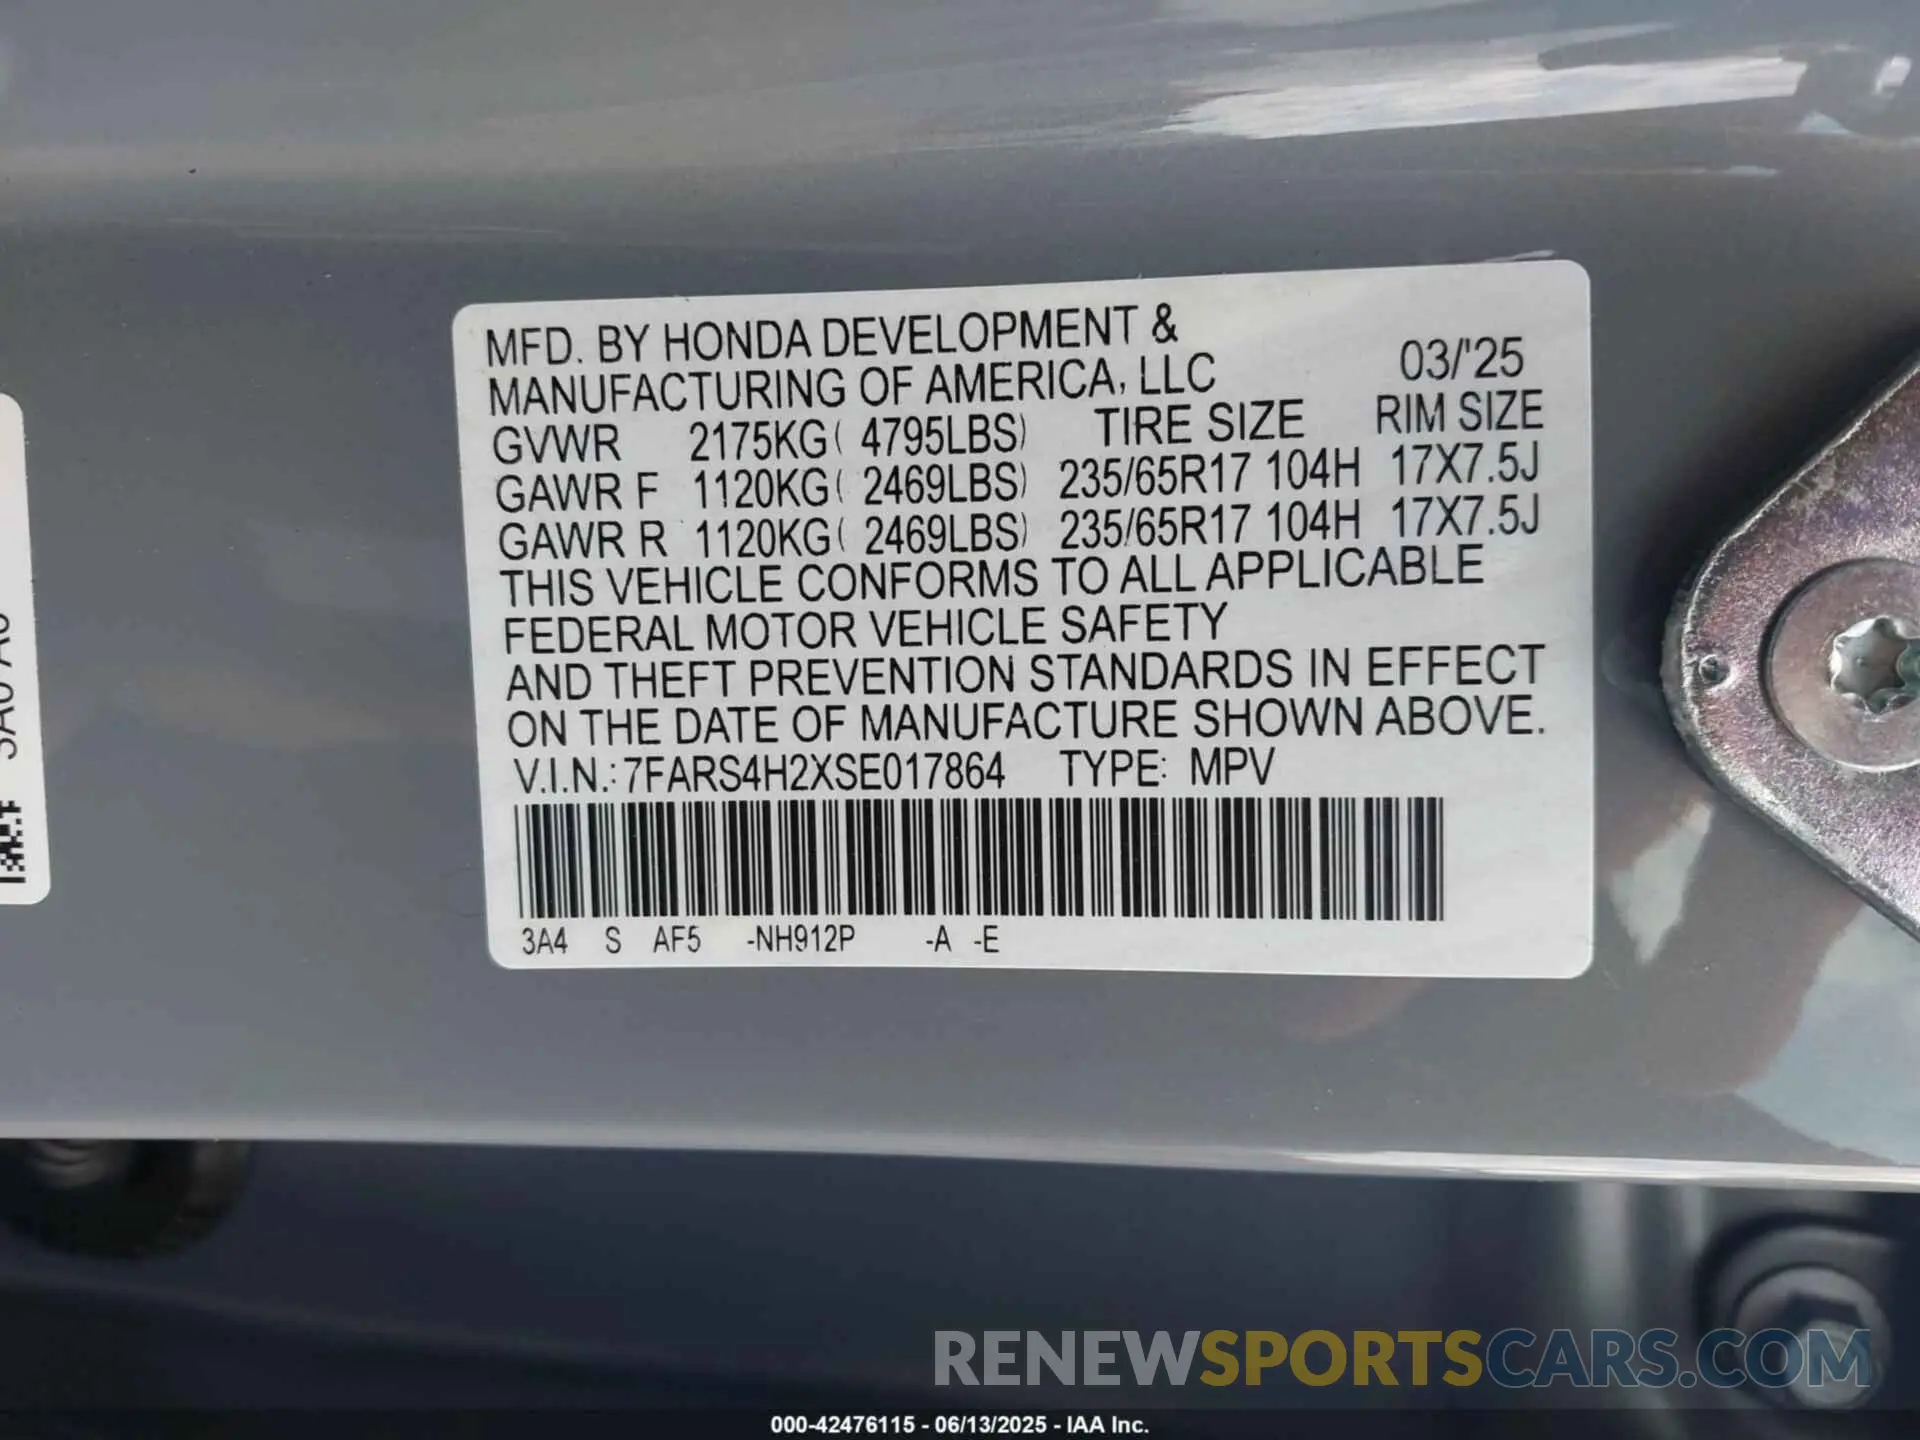 MFD. BY HONDA DEVELOPMENT &
MANUFACTURING OF AMERICA, LLC 03/'25
GVWR 2175KG( 4795LBS) TIRE SIZE RIM SIZE
GAWR F 1120KG( 2469LBS) 235/65R17 104H 17X7.5J
GAWR R 1120KG( 2469LBS) 235/65R17 104H 17X7.5J
THIS VEHICLE CONFORMS TO ALL APPLICABLE
FEDERAL MOTOR VEHICLE SAFETY
AND THEFT PREVENTION STANDARDS IN EFFECT
ON THE DATE OF MANUFACTURE SHOWN ABOVE.
V.I.N.: 7FARS4H2XSE017864 TYPE: MPV
3A4 S AF5 -NH912P -A -E
RENEWSPORTSCARS.COM
000-42476115 - 06/13/2025 - IAA Inc.